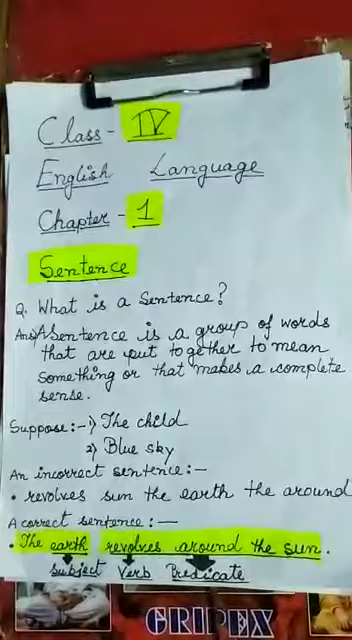 Class - IV
English Language
Chapter - 1
Sentence
Q. What is a Sentence?
Ans) A Sentence is a group of words
that are put together to mean
something or that makes a complete
sense.
Suppose :- 1) The child
2) Blue sky
An incorrect sentence :-
• revolves sun the earth the around
A correct sentence :-
• The earth revolves around the sun.
Subject Verb Predicate
GRIPEX